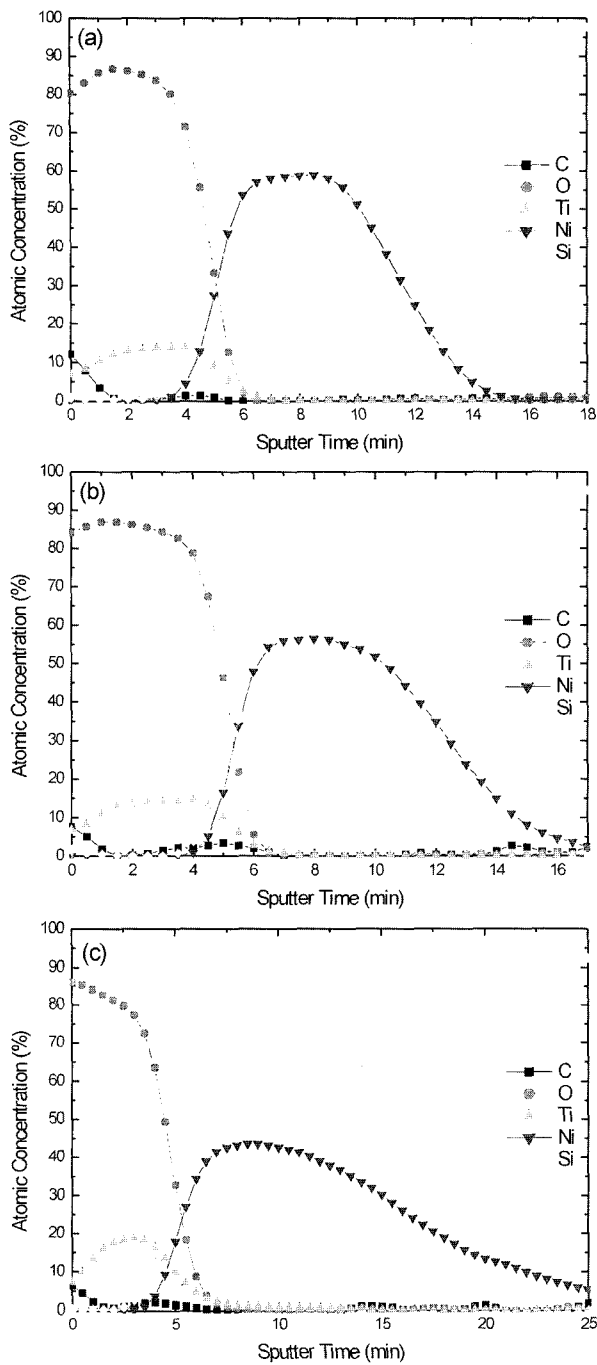 (a)
100
90
80
70
60
50
40
30
20
10
0
Atomic Concentration (%)
C
O
Ti
Ni
Si
0 2 4 6 8 10 12 14 16 18
Sputter Time (min)
(b)
100
90
80
70
60
50
40
30
20
10
0
Atomic Concentration (%)
C
O
Ti
Ni
Si
0 2 4 6 8 10 12 14 16
Sputter Time (min)
(c)
100
90
80
70
60
50
40
30
20
10
0
Atomic Concentration (%)
C
O
Ti
Ni
Si
0 5 10 15 20 25
Sputter Time (min)